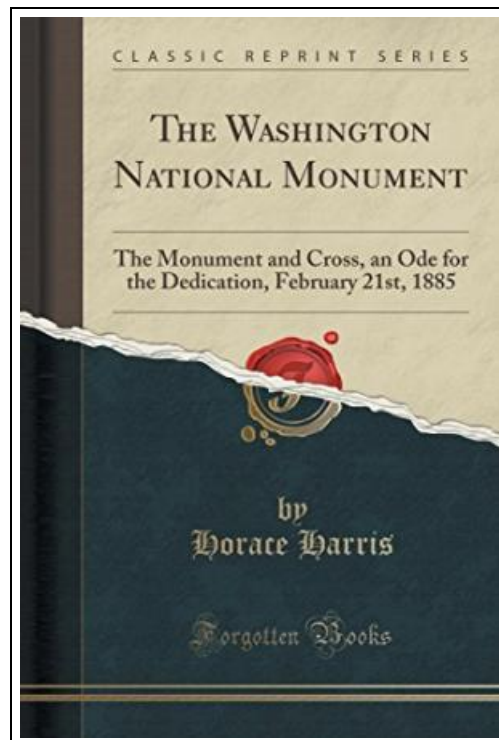 CLASSIC REPRINT SERIES
THE WASHINGTON
NATIONAL MONUMENT
The Monument and Cross, an Ode for
the Dedication, February 21st, 1885
by
Horace Harris
Forgotten Books